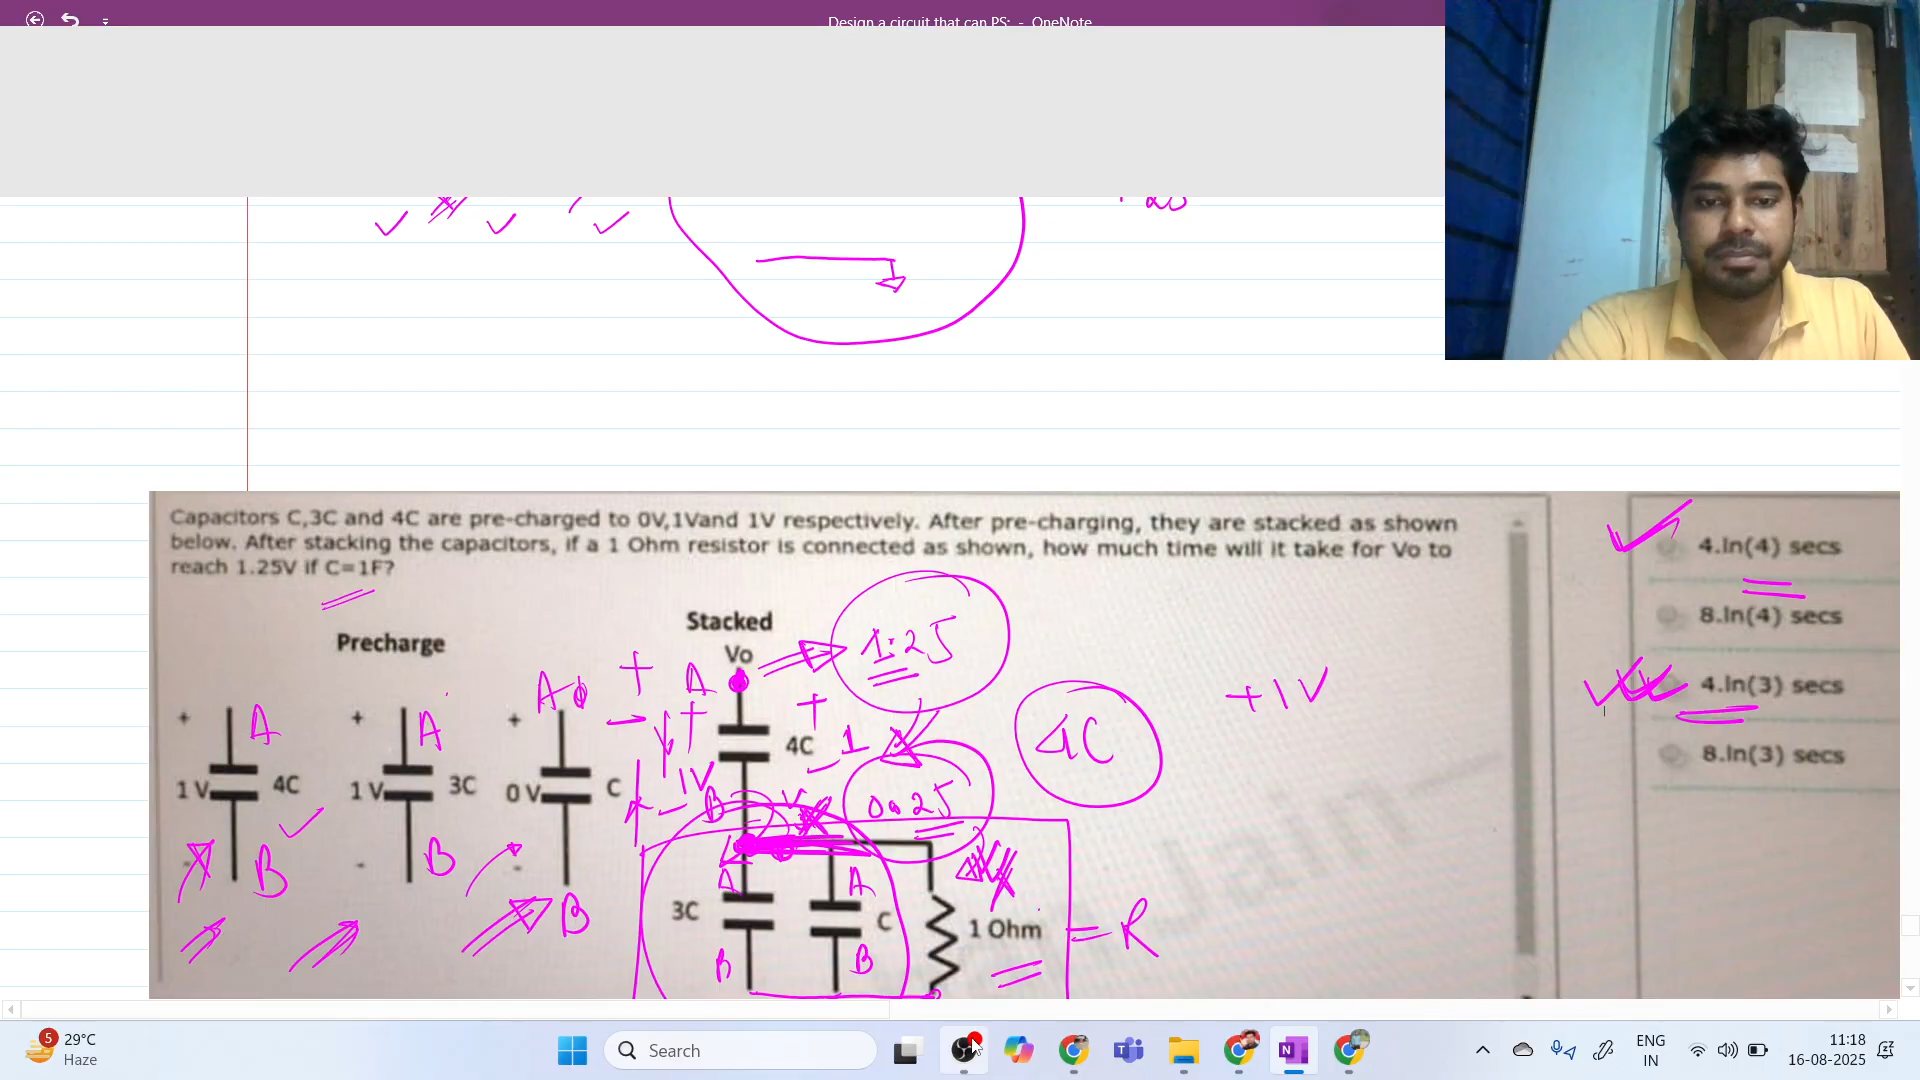 Design a circuit that can PS: - OneNote
Capacitors C,3C and 4C are pre-charged to 0V,1Vand 1V respectively. After pre-charging, they are stacked as shown
below. After stacking the capacitors, if a 1 Ohm resistor is connected as shown, how much time will it take for Vo to
reach 1.25V if C=1F?
4.ln(4) secs
8.ln(4) secs
4.ln(3) secs
8.ln(3) secs
Precharge
Stacked
Vo
1.25
+ A
+ 1V
A
A
A
+
+
+
+
+
1 V
4C
1 V
3C
0 V
C
4C
1
4C
- 1V
B
0.25
B
B
B
-
-
A
A
3C
C
1 Ohm
= R
B
B
5
29°C
Haze
Search
ENG
IN
11:18
16-08-2025